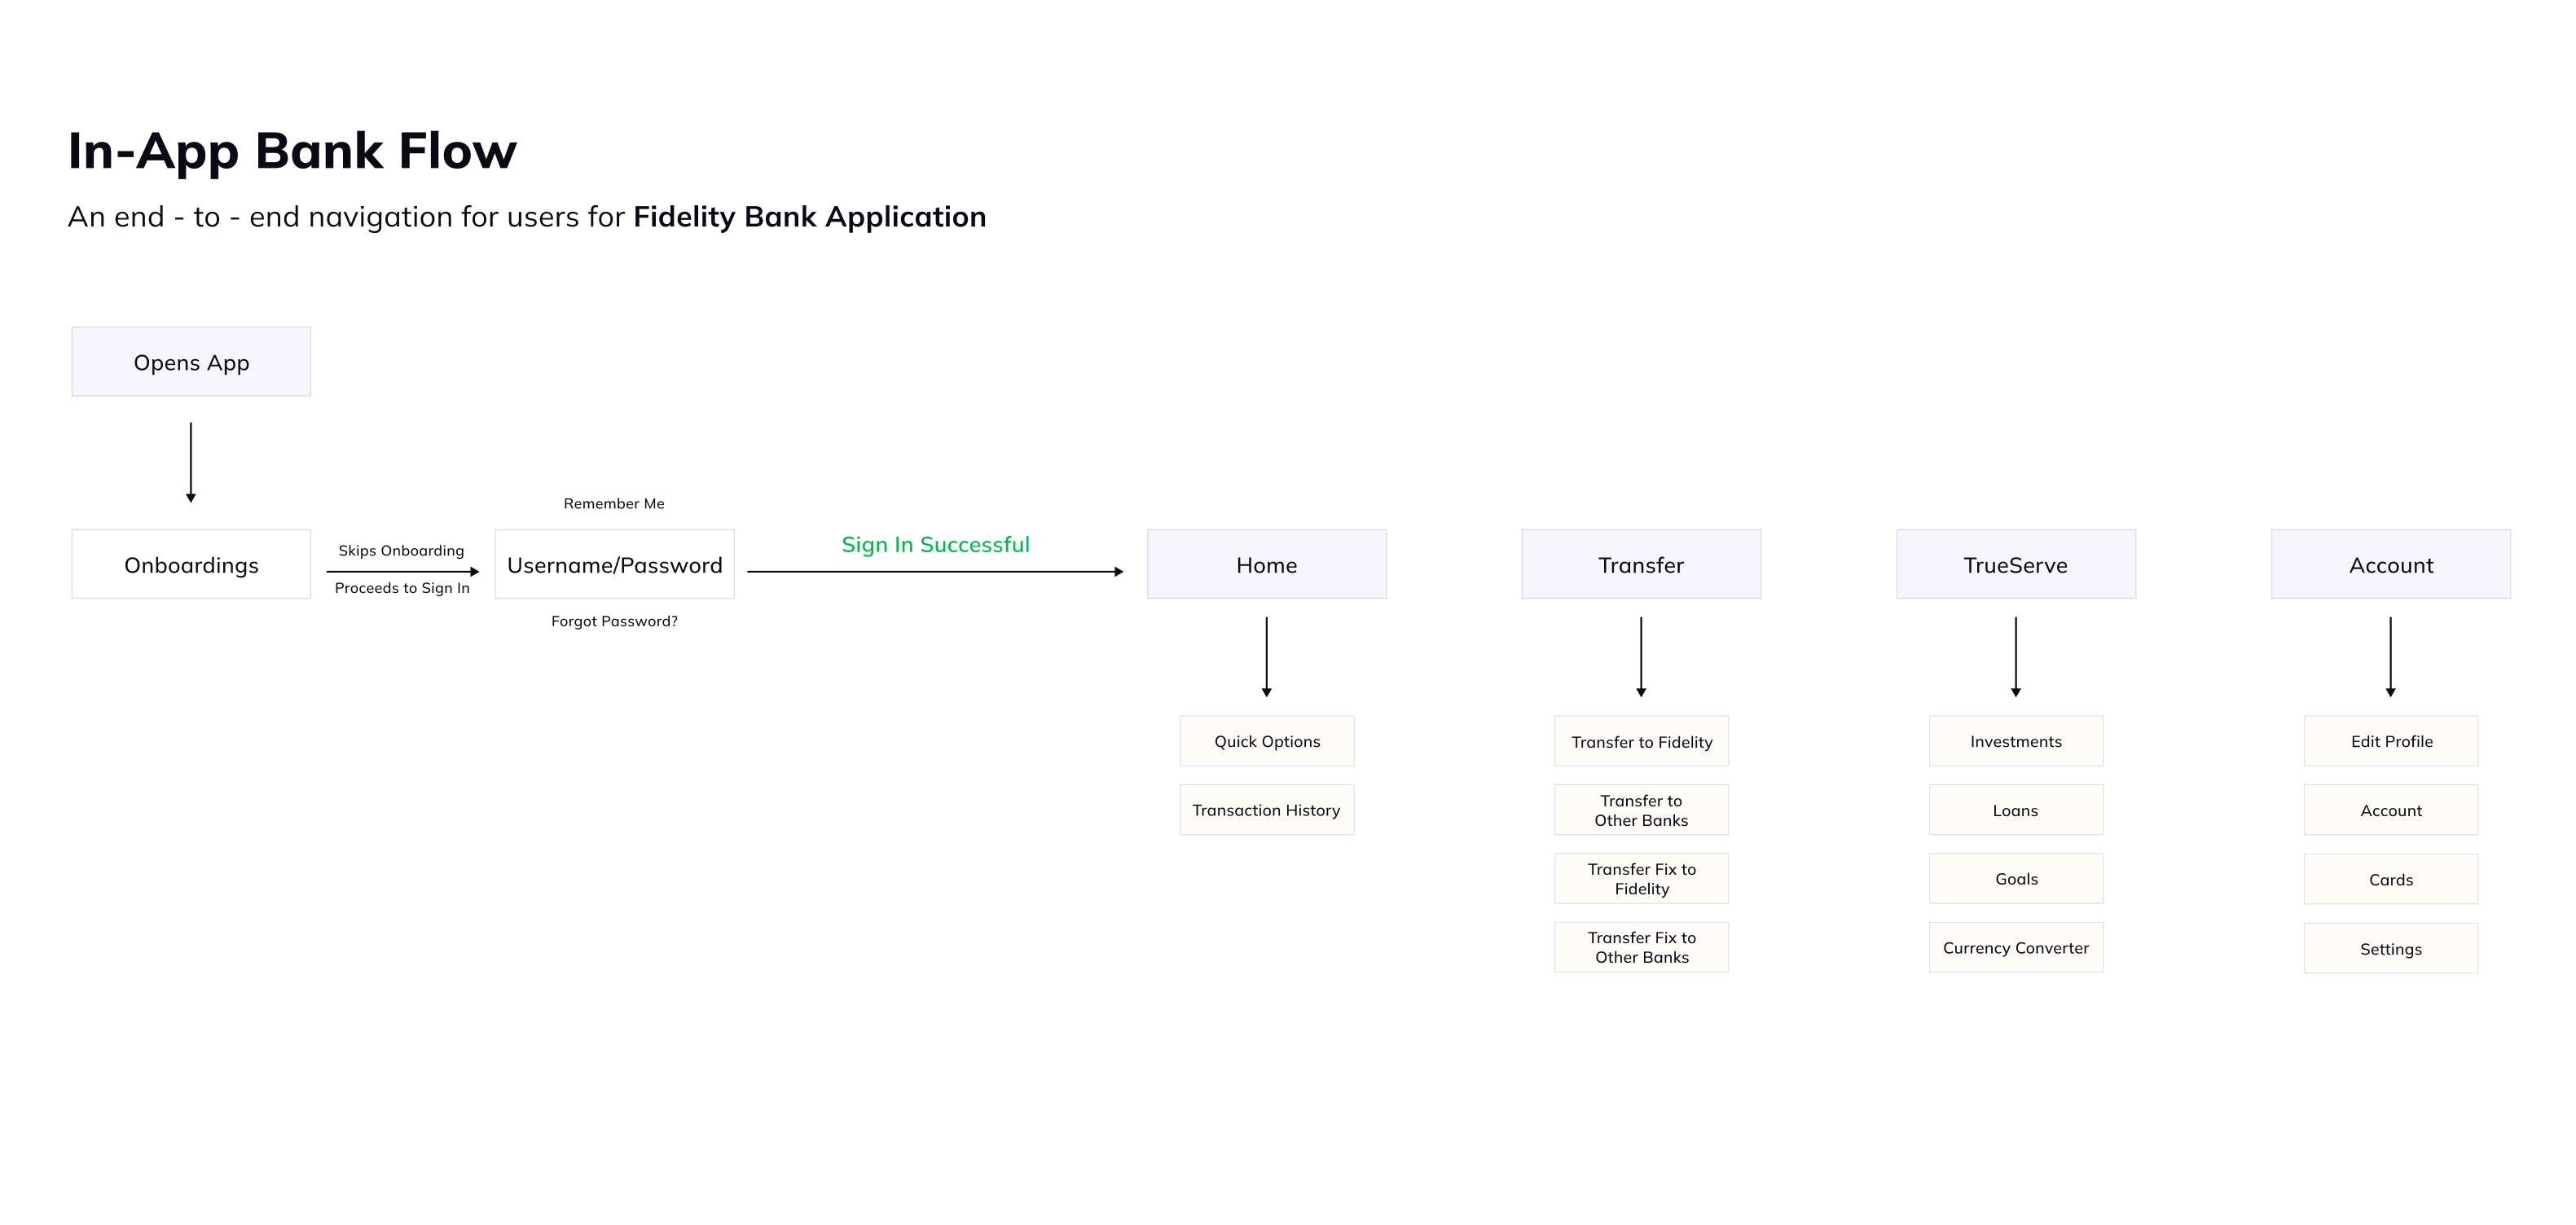 In-App Bank Flow
An end - to - end navigation for users for Fidelity Bank Application
Opens App
Onboardings
Skips Onboarding
Proceeds to Sign In
Remember Me
Username/Password
Forgot Password?
Sign In Successful
Home
Quick Options
Transaction History
Transfer
Transfer to Fidelity
Transfer to
Other Banks
Transfer Fix to
Fidelity
Transfer Fix to
Other Banks
TrueServe
Investments
Loans
Goals
Currency Converter
Account
Edit Profile
Account
Cards
Settings